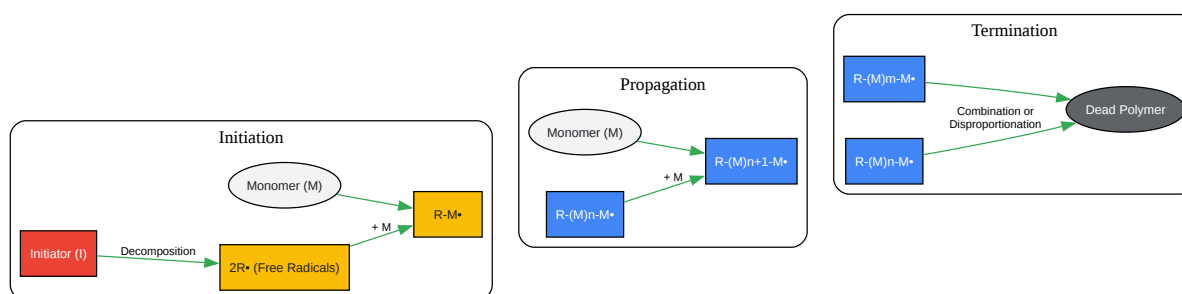 Initiation
Monomer (M)
R-M•
+ M
Initiator (I)
Decomposition
2R• (Free Radicals)
Propagation
Monomer (M)
R-(M)n+1-M•
+ M
R-(M)n-M•
Termination
R-(M)m-M•
Combination or
Disproportionation
Dead Polymer
R-(M)n-M•